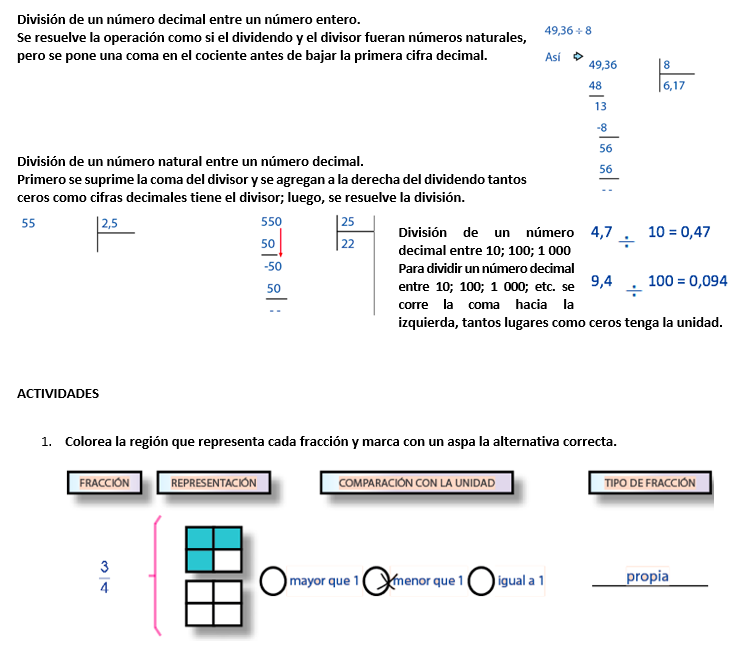 División de un número decimal entre un número entero.
Se resuelve la operación como si el dividendo y el divisor fueran números naturales,
pero se pone una coma en el cociente antes de bajar la primera cifra decimal.
49,36 ÷ 8
Así
49,36 8
48 6,17
13
-8
56
56
- -
División de un número natural entre un número decimal.
Primero se suprime la coma del divisor y se agregan a la derecha del dividendo tantos
ceros como cifras decimales tiene el divisor; luego, se resuelve la división.
55 2,5
550 25
50 22
-50
50
- -
División de un número
decimal entre 10; 100; 1 000
Para dividir un número decimal
entre 10; 100; 1 000; etc. se
corre la coma hacia la
izquierda, tantos lugares como ceros tenga la unidad.
4,7 ÷ 10 = 0,47
9,4 ÷ 100 = 0,094
ACTIVIDADES
1. Colorea la región que representa cada fracción y marca con un aspa la alternativa correcta.
FRACCIÓN REPRESENTACIÓN COMPARACIÓN CON LA UNIDAD TIPO DE FRACCIÓN
3
4
mayor que 1 menor que 1 igual a 1 propia